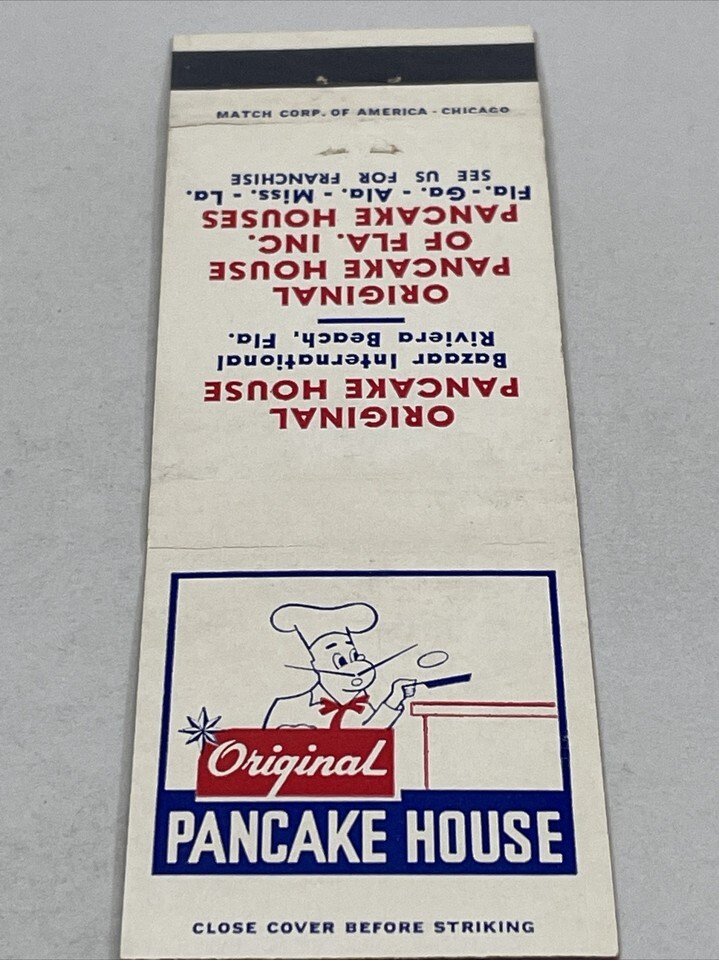 MATCH CORP. OF AMERICA - CHICAGO
ORIGINAL
PANCAKE HOUSE
Bazaar International
Riviera Beach, Fla.
ORIGINAL
PANCAKE HOUSE
OF FLA. INC.
PANCAKE HOUSES
Fla.-Ga. - Ala. - Miss. - La.
SEE US FOR FRANCHISE
Original
PANCAKE HOUSE
CLOSE COVER BEFORE STRIKING